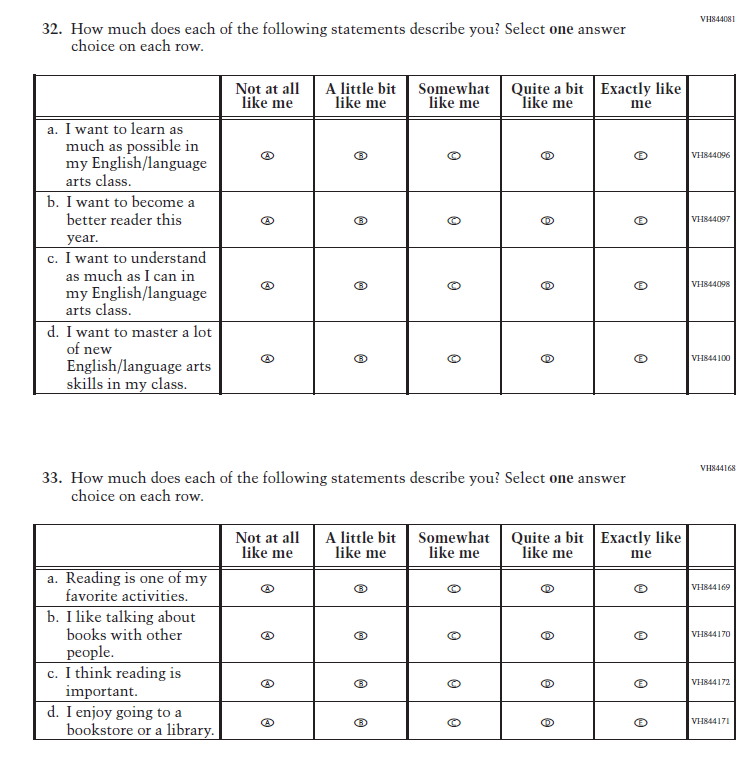 VH844081
32. How much does each of the following statements describe you? Select one answer
choice on each row.
Not at all like me A little bit like me Somewhat like me Quite a bit like me Exactly like me
a. I want to learn as
much as possible in
my English/language
arts class.
A B C D E VH844096
b. I want to become a
better reader this
year.
A B C D E VH844097
c. I want to understand
as much as I can in
my English/language
arts class.
A B C D E VH844098
d. I want to master a lot
of new
English/language arts
skills in my class.
A B C D E VH844100
VH844168
33. How much does each of the following statements describe you? Select one answer
choice on each row.
Not at all like me A little bit like me Somewhat like me Quite a bit like me Exactly like me
a. Reading is one of my
favorite activities.
A B C D E VH844169
b. I like talking about
books with other
people.
A B C D E VH844170
c. I think reading is
important.
A B C D E VH844172
d. I enjoy going to a
bookstore or a library.
A B C D E VH844171